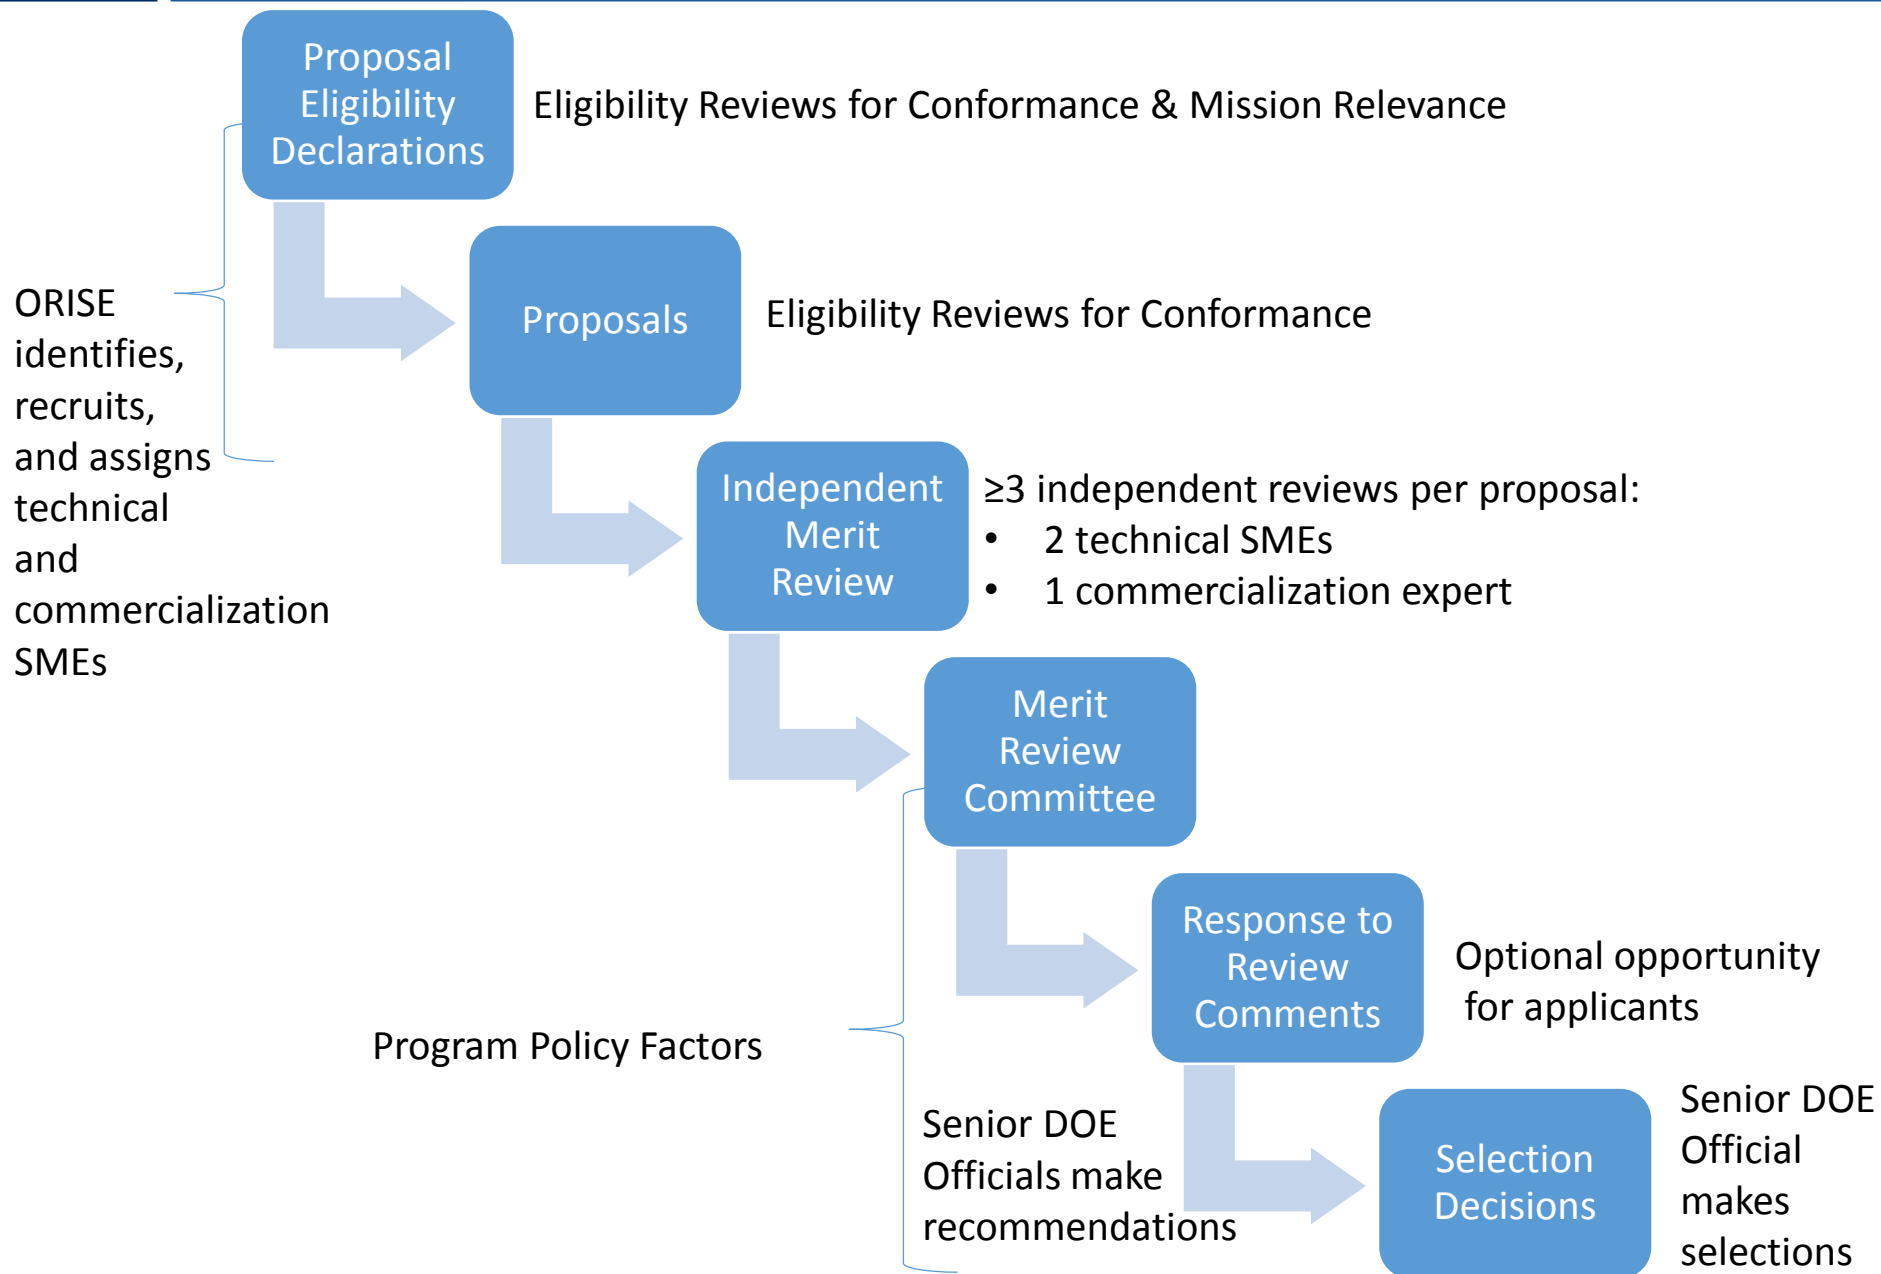 Proposal
Eligibility
Declarations
Eligibility Reviews for Conformance & Mission Relevance
ORISE
identifies,
recruits,
and assigns
technical
and
commercialization
SMEs
Proposals
Eligibility Reviews for Conformance
Independent
Merit
Review
≥3 independent reviews per proposal:
• 2 technical SMEs
• 1 commercialization expert
Merit
Review
Committee
Response to
Review
Comments
Optional opportunity
for applicants
Program Policy Factors
Senior DOE
Officials make
recommendations
Selection
Decisions
Senior DOE
Official
makes
selections